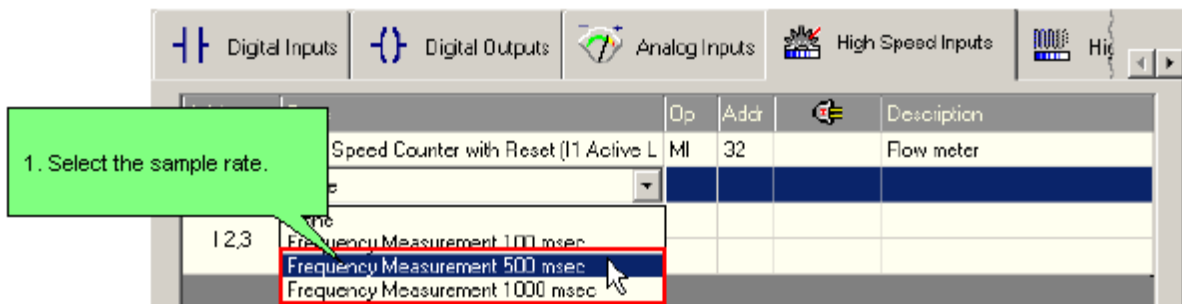 Digital Inputs Digital Outputs Analog Inputs High Speed Inputs
Op Addr Description
1. Select the sample rate.
Speed Counter with Reset (I1 Active L MI 32 Flow meter
I 2,3
Frequency Measurement 100 msec
Frequency Measurement 500 msec
Frequency Measurement 1000 msec